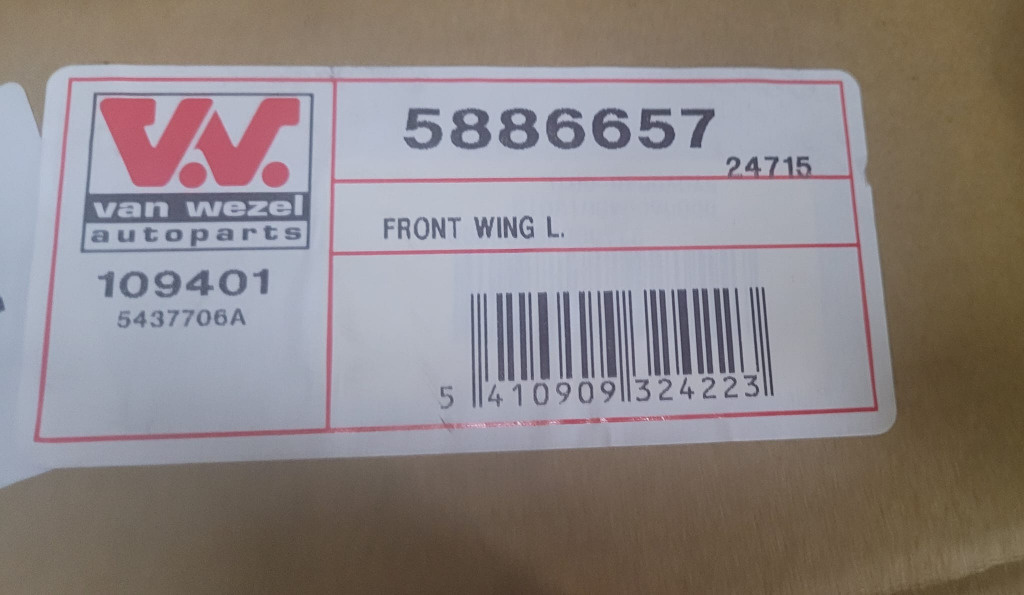 V.V.
van wezel
autoparts
109401
5437706A
5886657
24715
FRONT WING L.
5 410909 324223